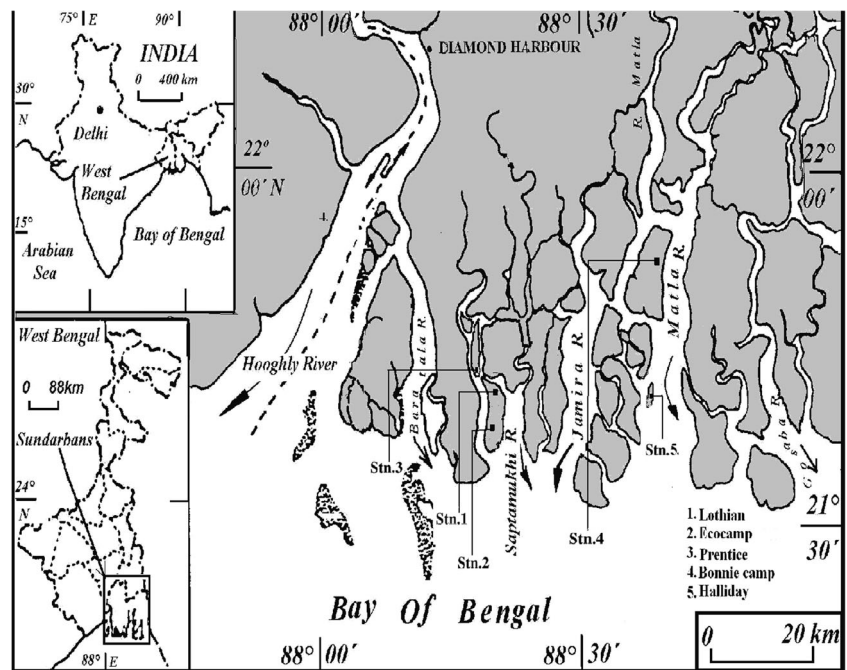 75° E
90°
INDIA
0 400 km
30°
N
Delhi
West
Bengal
15°
Bay of Bengal
Arabian
Sea
West Bengal
0 88km
Sundarbans
24°
N
88° E
88° 00´
88° 30´
DIAMOND HARBOUR
R. Matla
22°
00´ N
22°
00´
Hooghly River
Saptamukhi R.
Jamira R.
Matla R.
Stn.3
Stn.1
Stn.2
Stn.4
Stn.5
21°
30´
1. Lothian
2. Ecocamp
3. Prentice
4. Bonnie camp
5. Halliday
Bay Of Bengal
88° 00´
88° 30´
0 20 km